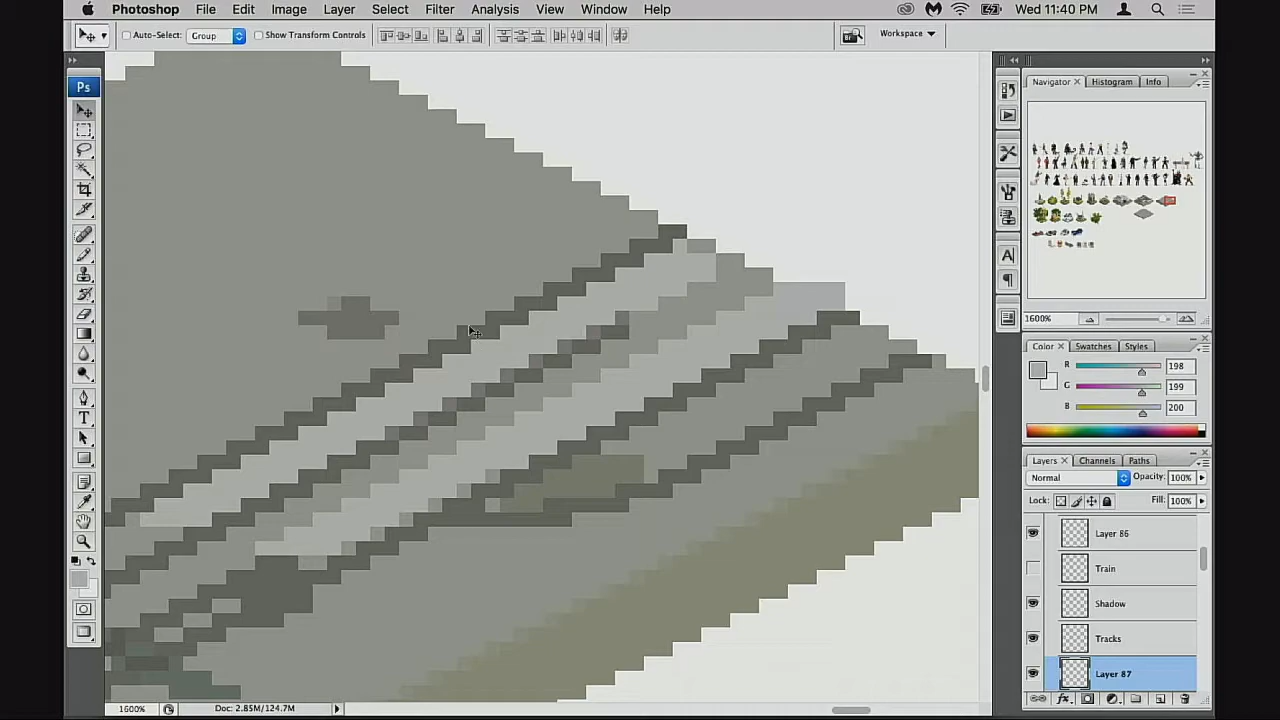 Photoshop File Edit Image Layer Select Filter Analysis View Window Help Wed 11:40 PM
Auto-Select: Group Show Transform Controls Workspace
Ps
Navigator Histogram Info
1600%
Color Swatches Styles
R 198
G 199
B 200
Layers Channels Paths
Normal Opacity: 100%
Lock: Fill: 100%
Layer 86
Train
Shadow
Tracks
Layer 87
1600% Doc: 2.85M/124.7M